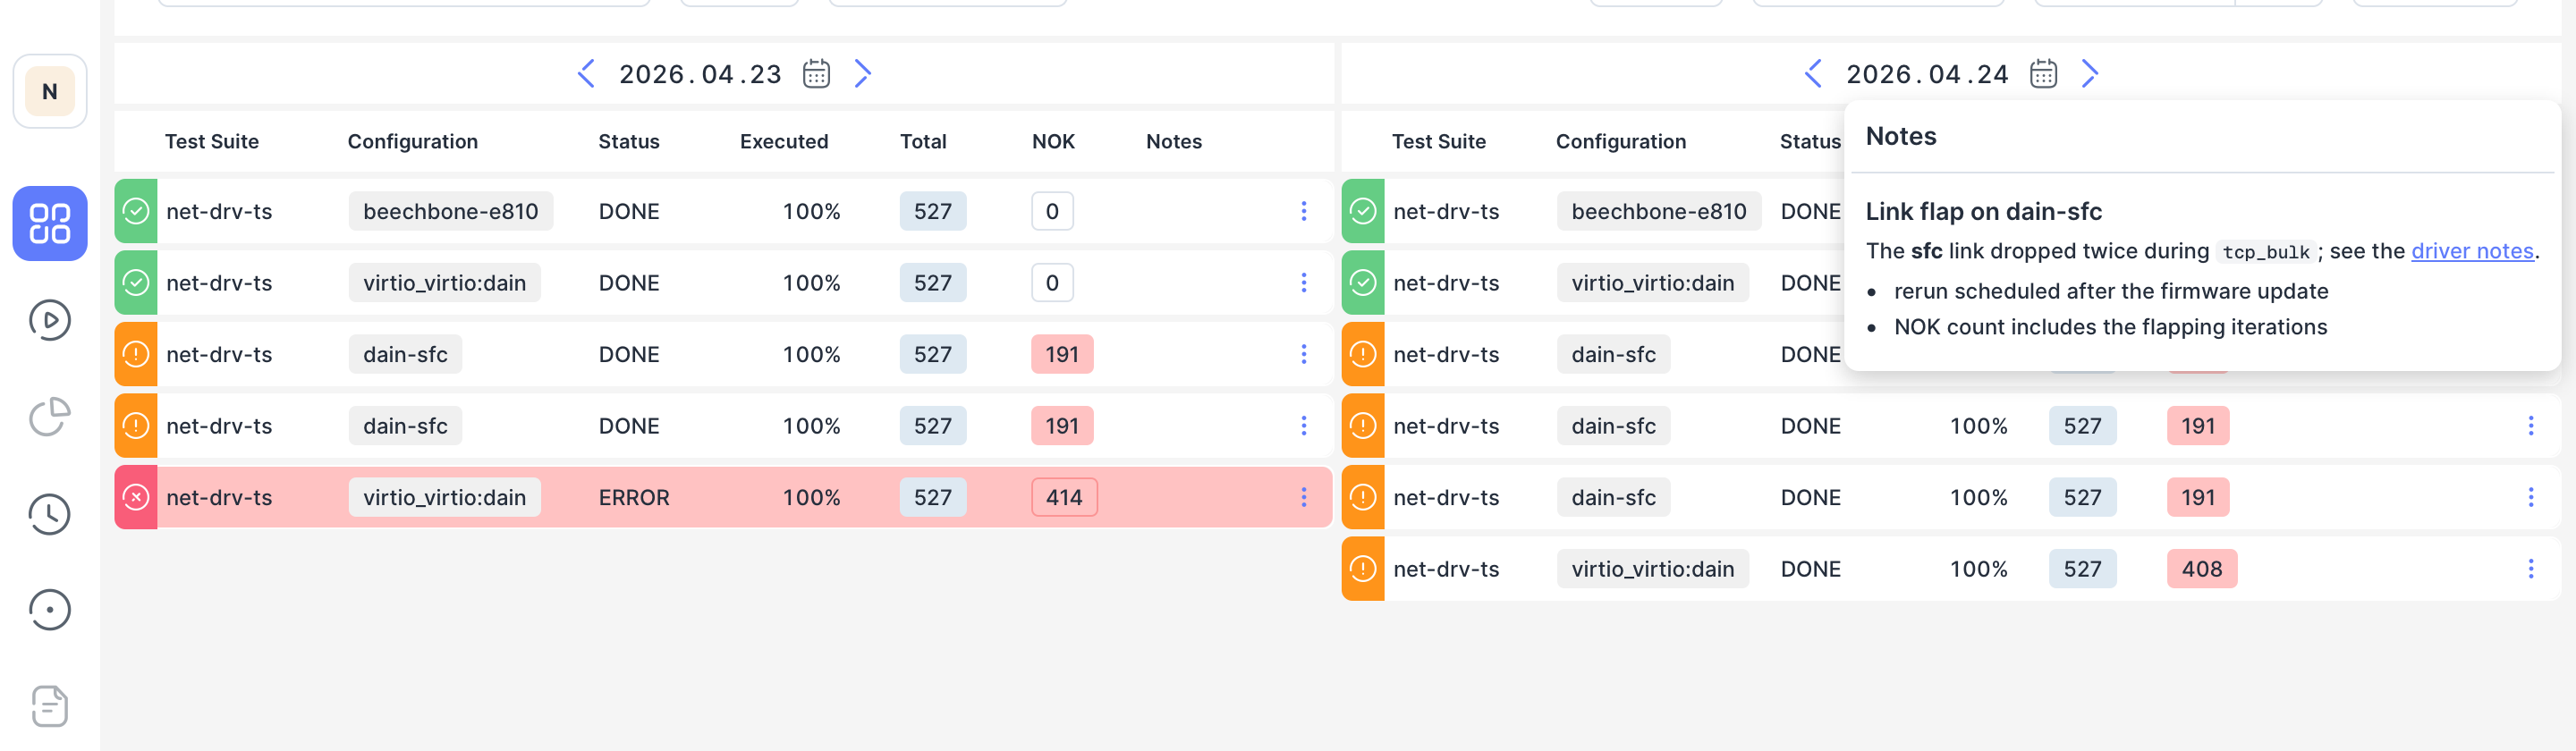 N
2026.04.23
Test Suite Configuration Status Executed Total NOK Notes
net-drv-ts beechbone-e810 DONE 100% 527 0
net-drv-ts virtio_virtio:dain DONE 100% 527 0
net-drv-ts dain-sfc DONE 100% 527 191
net-drv-ts dain-sfc DONE 100% 527 191
net-drv-ts virtio_virtio:dain ERROR 100% 527 414
2026.04.24
Test Suite Configuration Status
net-drv-ts beechbone-e810 DONE
net-drv-ts virtio_virtio:dain DONE
net-drv-ts dain-sfc DONE
net-drv-ts dain-sfc DONE 100% 527 191
net-drv-ts dain-sfc DONE 100% 527 191
net-drv-ts virtio_virtio:dain DONE 100% 527 408
Notes
Link flap on dain-sfc
The sfc link dropped twice during tcp_bulk; see the driver notes.
• rerun scheduled after the firmware update
• NOK count includes the flapping iterations